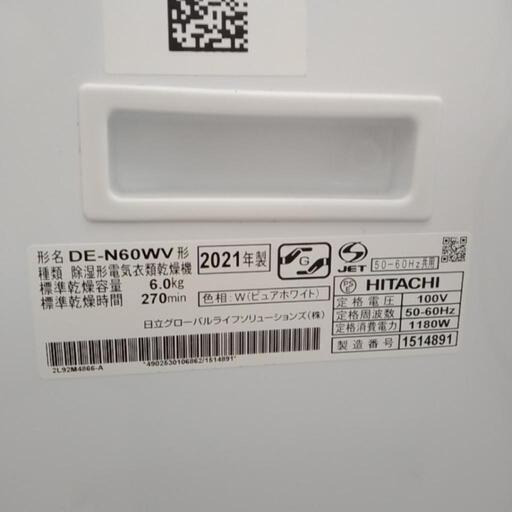 形名 DE-N60WV 形
種類 除湿形電気衣類乾燥機
標準乾燥容量 6.0kg
標準乾燥時間 270min
2021年製
色相：W(ピュアホワイト)
日立グローバルライフソリューションズ(株)
*4902530106862/1514891*
2L92M4866-A
G
S JET
50-60Hz共用
PS E HITACHI
定格電圧 100V
定格周波数 50-60Hz
定格消費電力 1180W
製造番号 1514891